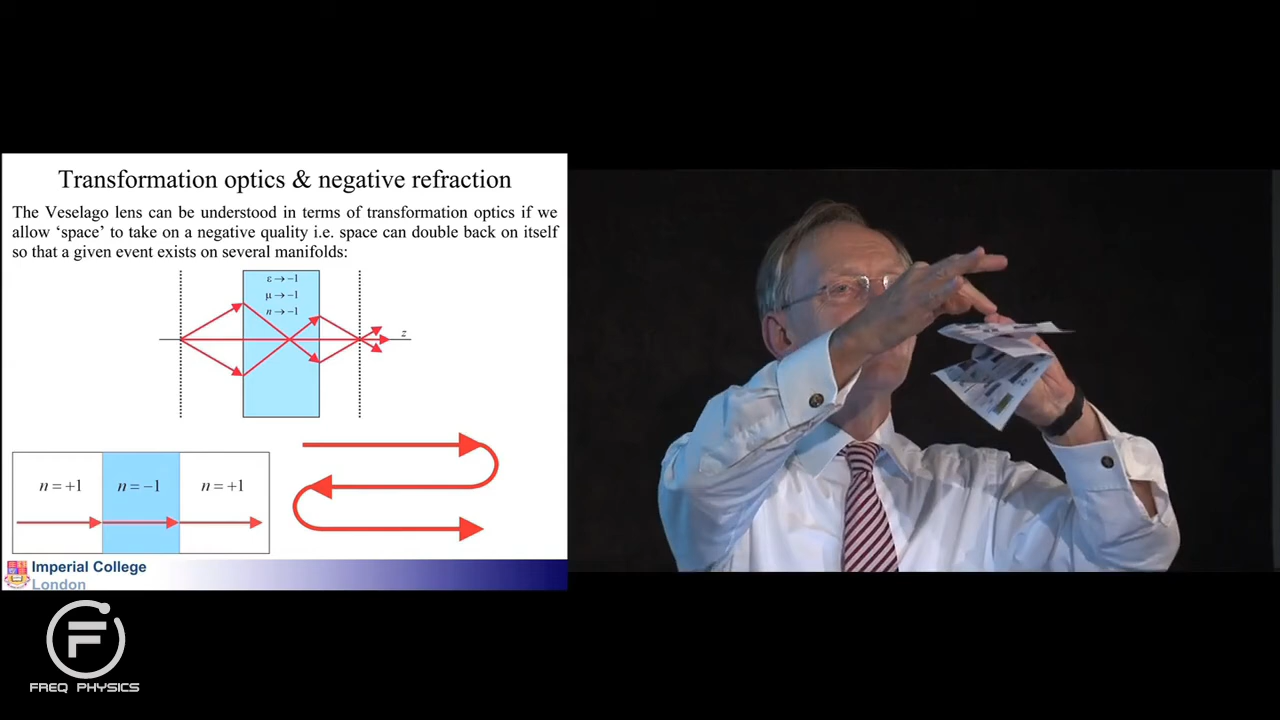 Transformation optics & negative refraction
The Veselago lens can be understood in terms of transformation optics if we
allow ‘space’ to take on a negative quality i.e. space can double back on itself
so that a given event exists on several manifolds:
ε → −1
μ → −1
n → −1
z
n = +1 n = −1 n = +1
Imperial College
London
F
FREQ PHYSICS